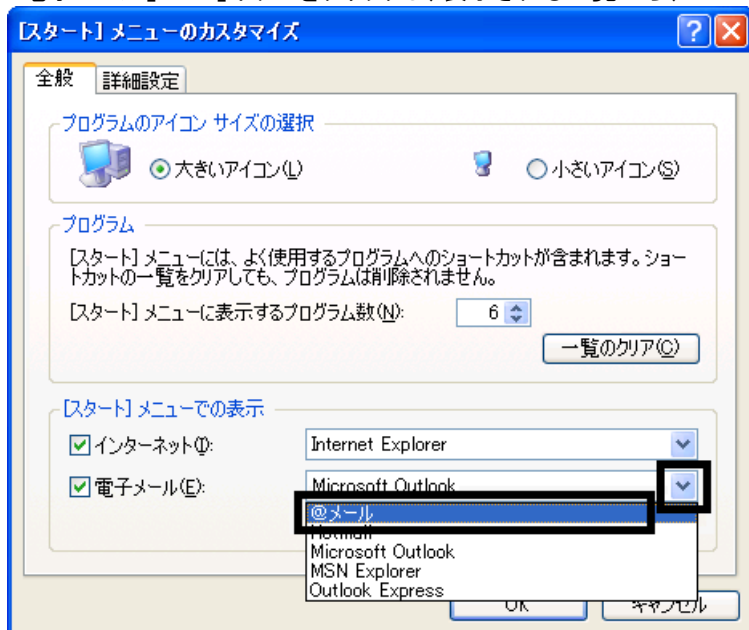 [スタート] メニューのカスタマイズ
全般 詳細設定
プログラムのアイコン サイズの選択
大きいアイコン(L) 小さいアイコン(S)
プログラム
[スタート] メニューには、よく使用するプログラムへのショートカットが含まれます。ショー
トカットの一覧をクリアしても、プログラムは削除されません。
[スタート] メニューに表示するプログラム数(N): 6
一覧のクリア(C)
[スタート] メニューでの表示
インターネット(I): Internet Explorer
電子メール(E): Microsoft Outlook
@メール
Hotmail
Microsoft Outlook
MSN Explorer
Outlook Express
OK キャンセル